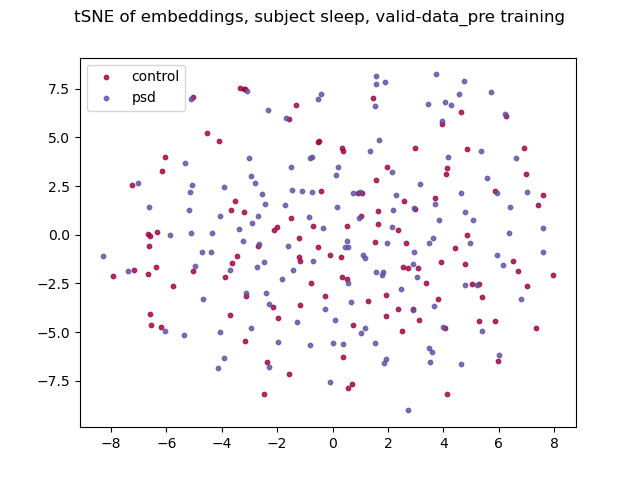 tSNE of embeddings, subject sleep, valid-data_pre training
control
psd
7.5
5.0
2.5
0.0
−2.5
−5.0
−7.5
−8 −6 −4 −2 0 2 4 6 8